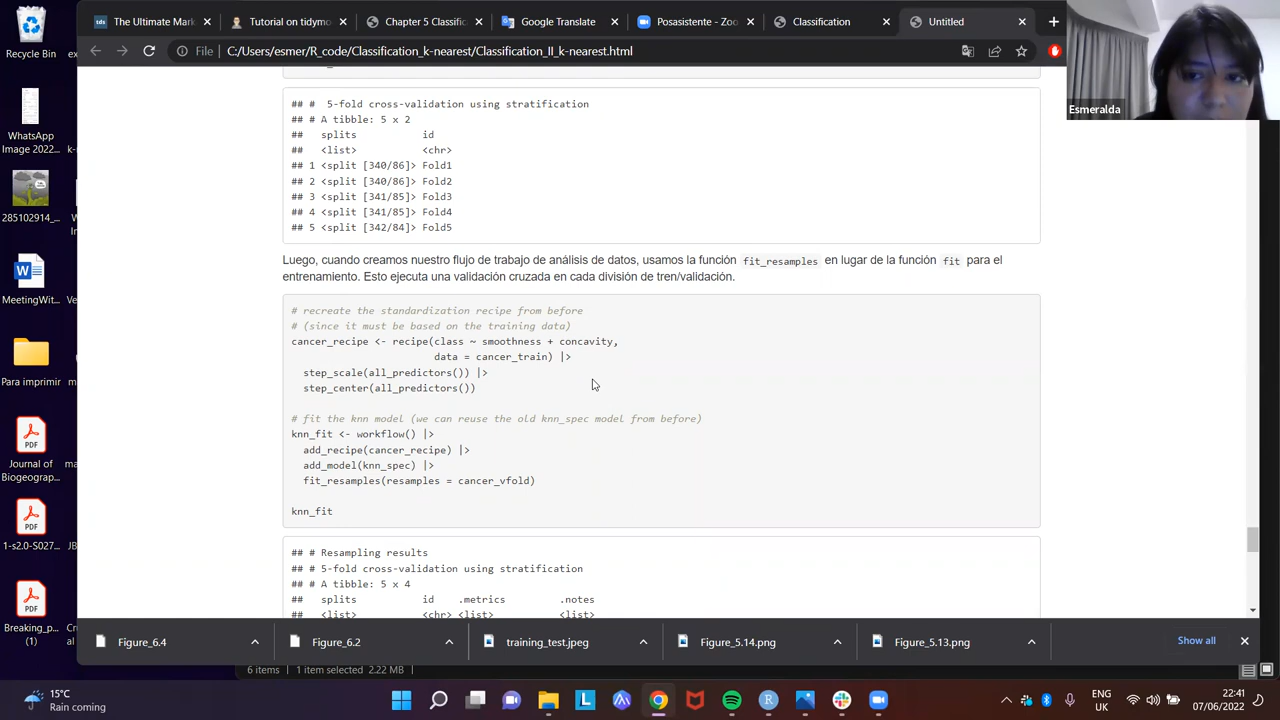 The Ultimate Mark
Tutorial on tidymo
Chapter 5 Classific
Google Translate
Posasistente - Zoo
Classification
Untitled
File
C:/Users/esmer/R_code/Classification_k-nearest/Classification_II_k-nearest.html
Esmeralda
## #  5-fold cross-validation using stratification
## # A tibble: 5 x 2
##   splits           id
##   <list>           <chr>
## 1 <split [340/86]> Fold1
## 2 <split [340/86]> Fold2
## 3 <split [341/85]> Fold3
## 4 <split [341/85]> Fold4
## 5 <split [342/84]> Fold5
Luego, cuando creamos nuestro flujo de trabajo de análisis de datos, usamos la función fit_resamples en lugar de la función fit para el
entrenamiento. Esto ejecuta una validación cruzada en cada división de tren/validación.
# recreate the standardization recipe from before
# (since it must be based on the training data)
cancer_recipe <- recipe(class ~ smoothness + concavity,
data = cancer_train) |>
step_scale(all_predictors()) |>
step_center(all_predictors())
# fit the knn model (we can reuse the old knn_spec model from before)
knn_fit <- workflow() |>
add_recipe(cancer_recipe) |>
add_model(knn_spec) |>
fit_resamples(resamples = cancer_vfold)
knn_fit
## # Resampling results
## # 5-fold cross-validation using stratification
## # A tibble: 5 x 4
##   splits           id    .metrics         .notes
##   <list>           <chr> <list>           <list>
Recycle Bin
WhatsApp
Image 2022...
285102914_...
MeetingWit...
Para imprimir
Journal of
Biogeograp...
1-s2.0-S027...
Breaking_p...
(1)
Figure_6.4
Figure_6.2
training_test.jpeg
Figure_5.14.png
Figure_5.13.png
Show all
6 items
1 item selected 2.22 MB
15°C
Rain coming
ENG
UK
22:41
07/06/2022